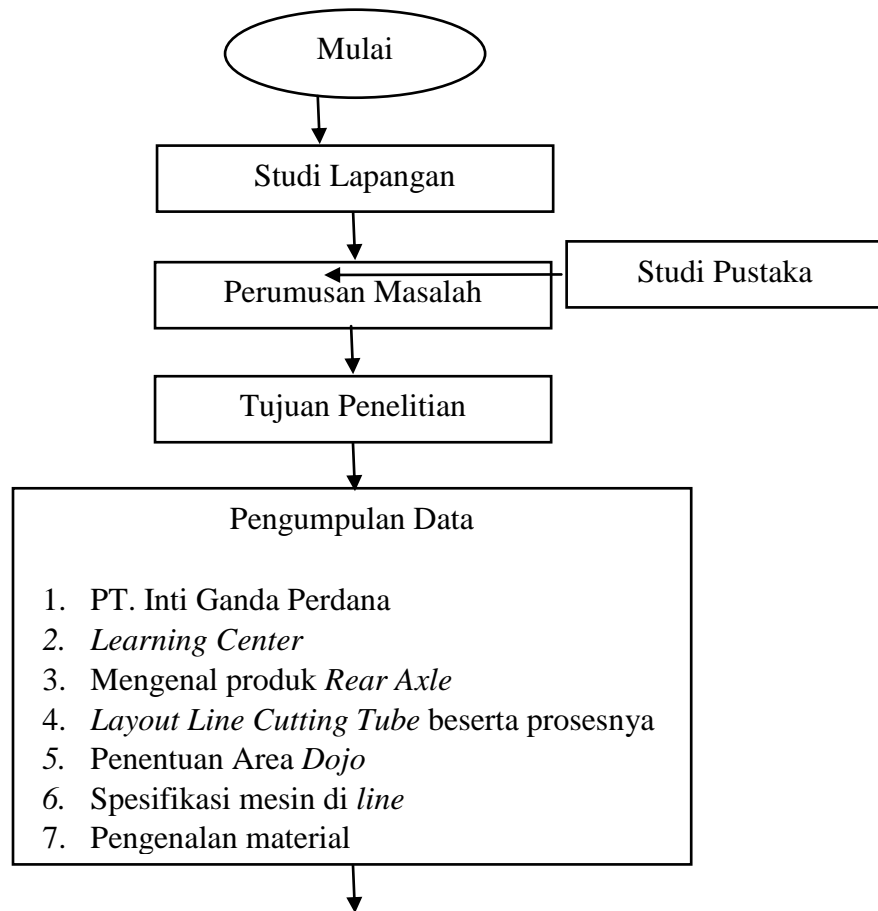 Mulai
Studi Lapangan
Perumusan Masalah
Studi Pustaka
Tujuan Penelitian
Pengumpulan Data
1. PT. Inti Ganda Perdana
2. Learning Center
3. Mengenal produk Rear Axle
4. Layout Line Cutting Tube beserta prosesnya
5. Penentuan Area Dojo
6. Spesifikasi mesin di line
7. Pengenalan material